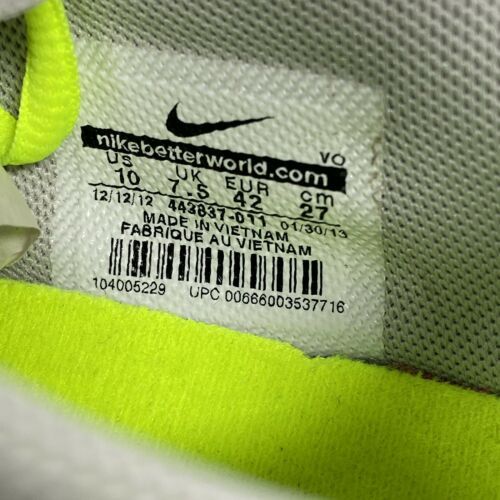 nikebetterworld.com VO
US UK EUR cm
10 7.5 42 27
12/12/12 443837-011 01/30/13
MADE IN VIETNAM
FABRIQUE AU VIETNAM
104005229 UPC 00666003537716